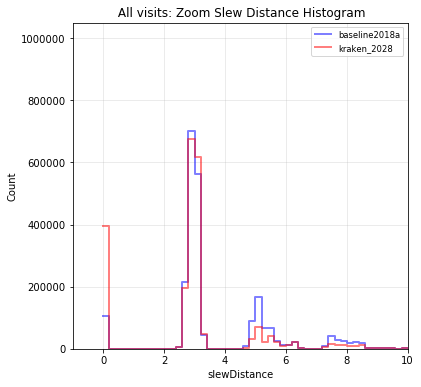 All visits: Zoom Slew Distance Histogram
baseline2018a
kraken_2028
1000000
800000
600000
400000
200000
0
Count
0 2 4 6 8 10
slewDistance